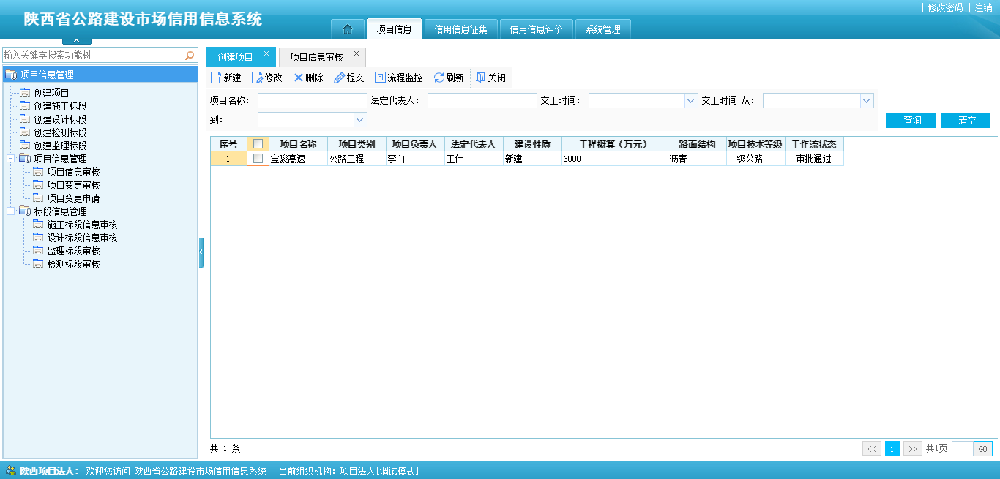 | 修改密码 | 注销
陕西省公路建设市场信用信息系统
项目信息 信用信息征集 信用信息评价 系统管理
输入关键字搜索功能树
项目信息管理
创建项目
创建施工标段
创建设计标段
创建检测标段
创建监理标段
项目信息管理
项目信息审核
项目变更审核
项目变更申请
标段信息管理
施工标段信息审核
设计标段信息审核
监理标段审核
检测标段审核
创建项目 × 项目信息审核 ×
新建 修改 删除 提交 流程监控 刷新 关闭
项目名称： 法定代表人： 交工时间： 交工时间 从：
到： 查询 清空
序号 项目名称 项目类别 项目负责人 法定代表人 建设性质 工程概算（万元） 路面结构 项目技术等级 工作流状态
1 宝骏高速 公路工程 李白 王伟 新建 6000 沥青 一级公路 审批通过
共 1 条 << 1 >> 共1页 GO
陕西项目法人： 欢迎您访问 陕西省公路建设市场信用信息系统 当前组织机构：项目法人[调试模式]